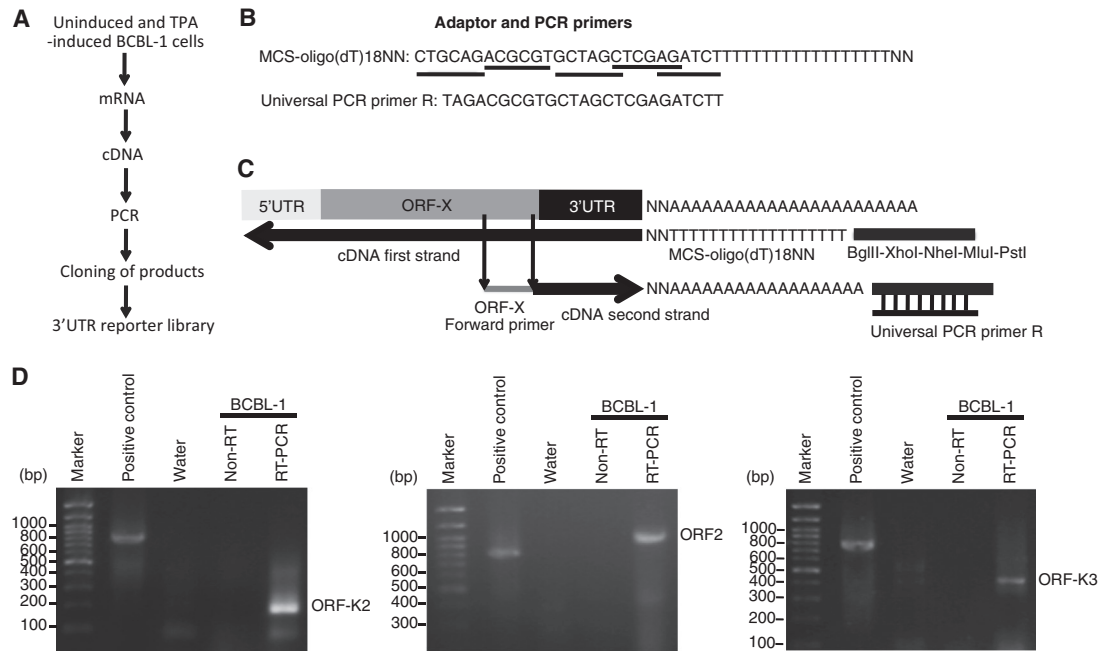 A
Uninduced and TPA
-induced BCBL-1 cells
mRNA
cDNA
PCR
Cloning of products
3'UTR reporter library
B
Adaptor and PCR primers
MCS-oligo(dT)18NN: CTGCAGACGCGTGCTAGCTCGAGATCTTTTTTTTTTTTTTTTTTNN
Universal PCR primer R: TAGACGCGTGCTAGCTCGAGATCTT
C
5'UTR ORF-X 3'UTR NNAAAAAAAAAAAAAAAAAAAAAAA
NNTTTTTTTTTTTTTTTTTT
cDNA first strand MCS-oligo(dT)18NN BglII-XhoI-NheI-MluI-PstI
NNAAAAAAAAAAAAAAAAAA
ORF-X
Forward primer
cDNA second strand
Universal PCR primer R
D
BCBL-1
(bp) Marker Positive control Water Non-RT RT-PCR
1000
800
600
500
400
300
200
100
ORF-K2
BCBL-1
(bp) Marker Positive control Water Non-RT RT-PCR
1000
800
600
500
400
300
ORF2
BCBL-1
(bp) Marker Positive control Water Non-RT RT-PCR
1000
800
600
500
400
300
200
100
ORF-K3